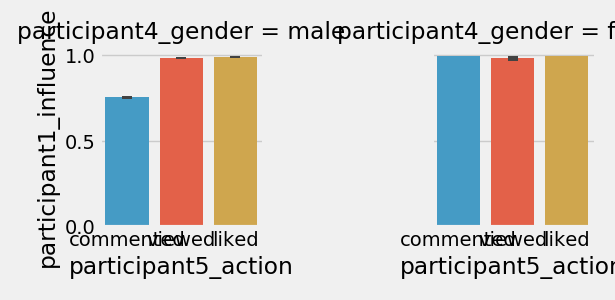 participant4_gender = male
participant4_gender = f
participant1_influence
1.0
0.5
0.0
commented viewed liked
commented viewed liked
participant5_action
participant5_action